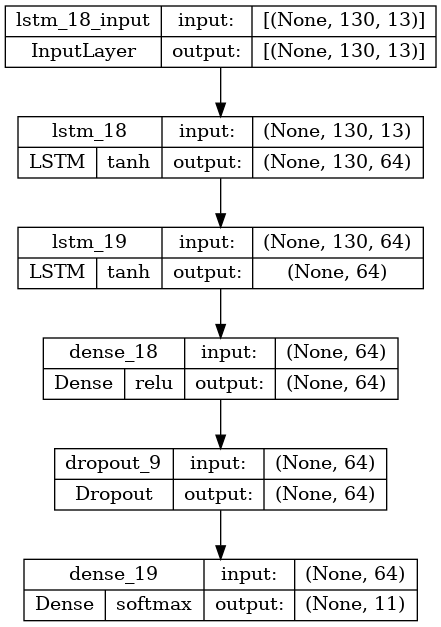 lstm_18_input input: [(None, 130, 13)]
InputLayer output: [(None, 130, 13)]
lstm_18 input: (None, 130, 13)
LSTM tanh output: (None, 130, 64)
lstm_19 input: (None, 130, 64)
LSTM tanh output: (None, 64)
dense_18 input: (None, 64)
Dense relu output: (None, 64)
dropout_9 input: (None, 64)
Dropout output: (None, 64)
dense_19 input: (None, 64)
Dense softmax output: (None, 11)